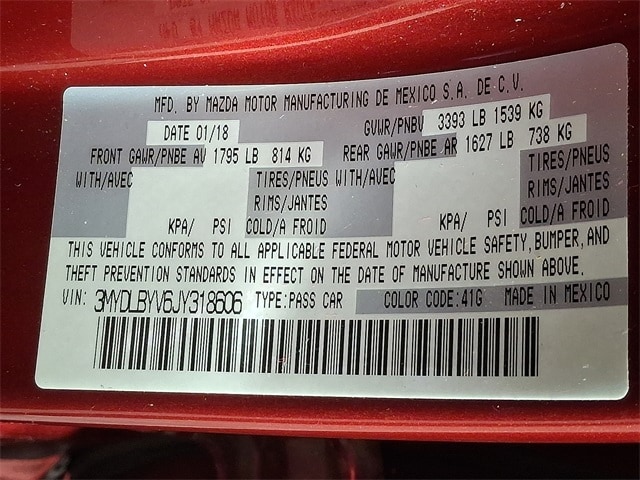 MFD. BY MAZDA MOTOR MANUFACTURING DE MEXICO S.A. DE C.V.
DATE 01/18 GVWR/PNBV 3393 LB 1539 KG
FRONT GAWR/PNBE AV 1795 LB 814 KG REAR GAWR/PNBE AR 1627 LB 738 KG
WITH/AVEC TIRES/PNEUS WITH/AVEC TIRES/PNEUS
RIMS/JANTES RIMS/JANTES
KPA/ PSI COLD/A FROID KPA/ PSI COLD/A FROID
THIS VEHICLE CONFORMS TO ALL APPLICABLE FEDERAL MOTOR VEHICLE SAFETY, BUMPER, AND
THEFT PREVENTION STANDARDS IN EFFECT ON THE DATE OF MANUFACTURE SHOWN ABOVE.
VIN: 3MYDLBYV6JY318606 TYPE:PASS CAR COLOR CODE:41G MADE IN MEXICO